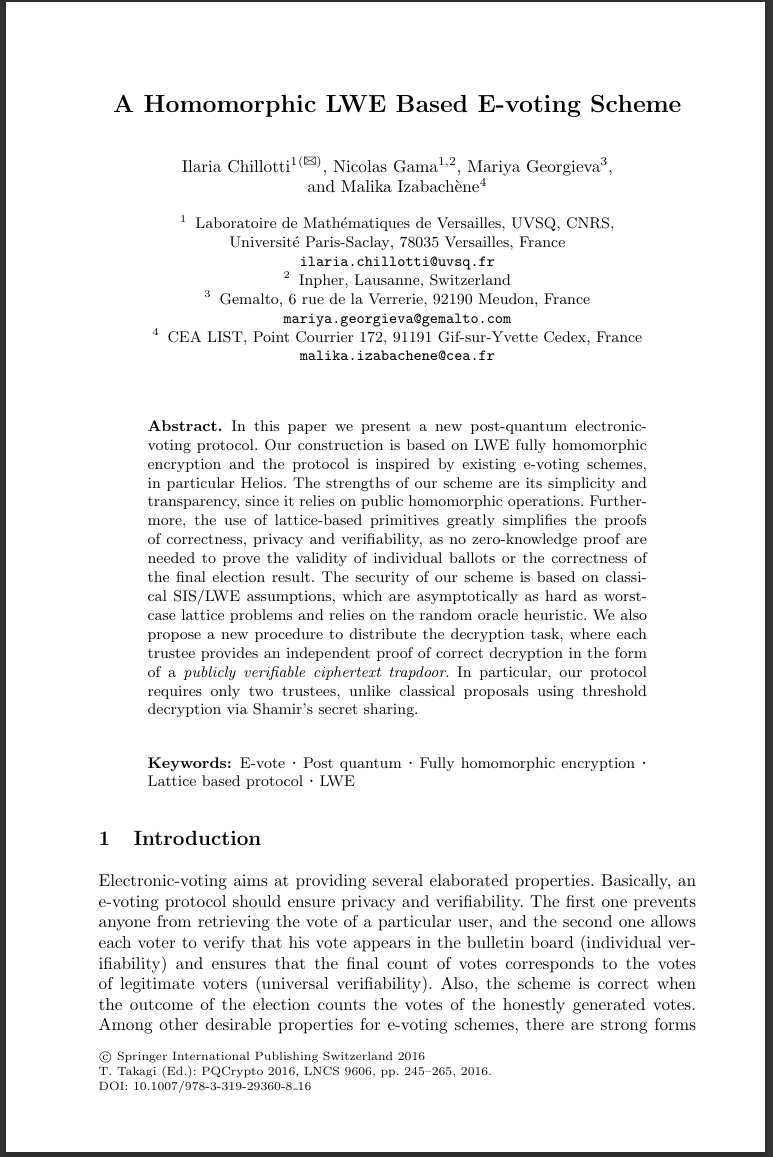 A Homomorphic LWE Based E-voting Scheme
Ilaria Chillotti1(✉), Nicolas Gama1,2, Mariya Georgieva3,
and Malika Izabachène4
1 Laboratoire de Mathématiques de Versailles, UVSQ, CNRS,
Université Paris-Saclay, 78035 Versailles, France
ilaria.chillotti@uvsq.fr
2 Inpher, Lausanne, Switzerland
3 Gemalto, 6 rue de la Verrerie, 92190 Meudon, France
mariya.georgieva@gemalto.com
4 CEA LIST, Point Courrier 172, 91191 Gif-sur-Yvette Cedex, France
malika.izabachene@cea.fr
Abstract. In this paper we present a new post-quantum electronic-
voting protocol. Our construction is based on LWE fully homomorphic
encryption and the protocol is inspired by existing e-voting schemes,
in particular Helios. The strengths of our scheme are its simplicity and
transparency, since it relies on public homomorphic operations. Further-
more, the use of lattice-based primitives greatly simplifies the proofs
of correctness, privacy and verifiability, as no zero-knowledge proof are
needed to prove the validity of individual ballots or the correctness of
the final election result. The security of our scheme is based on classi-
cal SIS/LWE assumptions, which are asymptotically as hard as worst-
case lattice problems and relies on the random oracle heuristic. We also
propose a new procedure to distribute the decryption task, where each
trustee provides an independent proof of correct decryption in the form
of a publicly verifiable ciphertext trapdoor. In particular, our protocol
requires only two trustees, unlike classical proposals using threshold
decryption via Shamir's secret sharing.
Keywords: E-vote · Post quantum · Fully homomorphic encryption ·
Lattice based protocol · LWE
1 Introduction
Electronic-voting aims at providing several elaborated properties. Basically, an
e-voting protocol should ensure privacy and verifiability. The first one prevents
anyone from retrieving the vote of a particular user, and the second one allows
each voter to verify that his vote appears in the bulletin board (individual ver-
ifiability) and ensures that the final count of votes corresponds to the votes
of legitimate voters (universal verifiability). Also, the scheme is correct when
the outcome of the election counts the votes of the honestly generated votes.
Among other desirable properties for e-voting schemes, there are strong forms
© Springer International Publishing Switzerland 2016
T. Takagi (Ed.): PQCrypto 2016, LNCS 9606, pp. 245–265, 2016.
DOI: 10.1007/978-3-319-29360-8_16